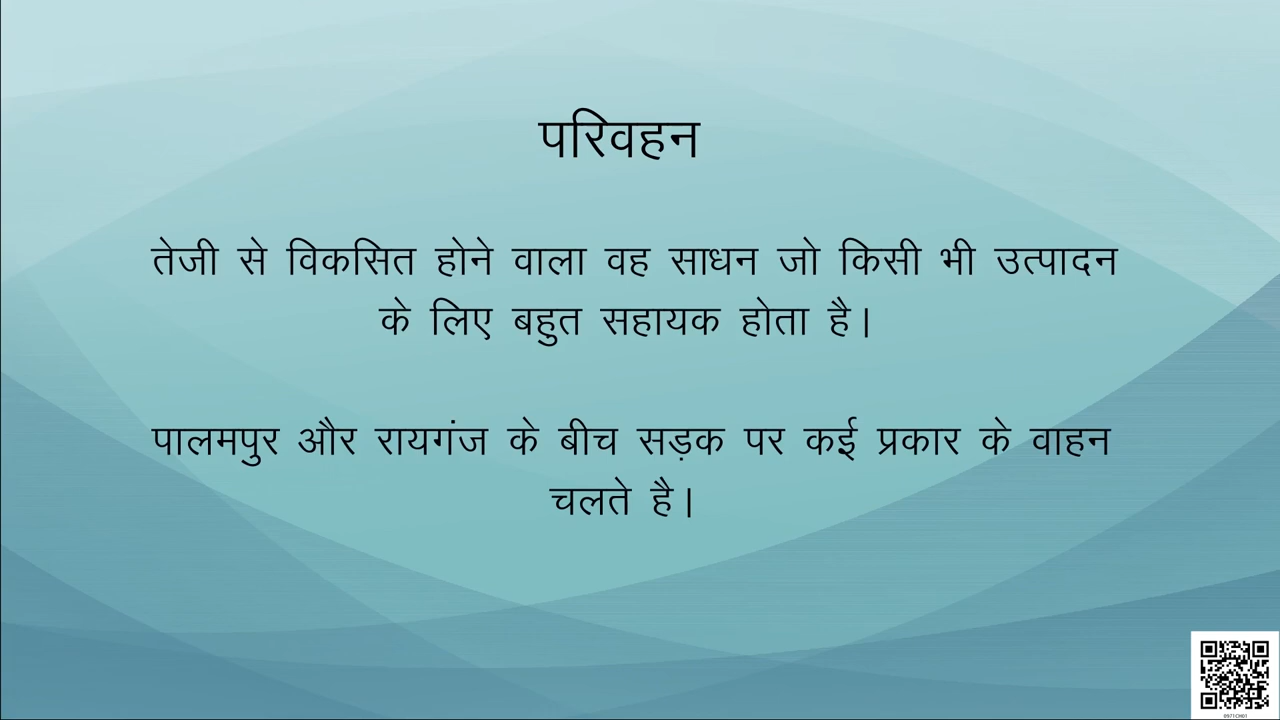 परिवहन
तेजी से विकसित होने वाला वह साधन जो किसी भी उत्पादन
के लिए बहुत सहायक होता है।
पालमपुर और रायगंज के बीच सड़क पर कई प्रकार के वाहन
चलते है।
0971CH01